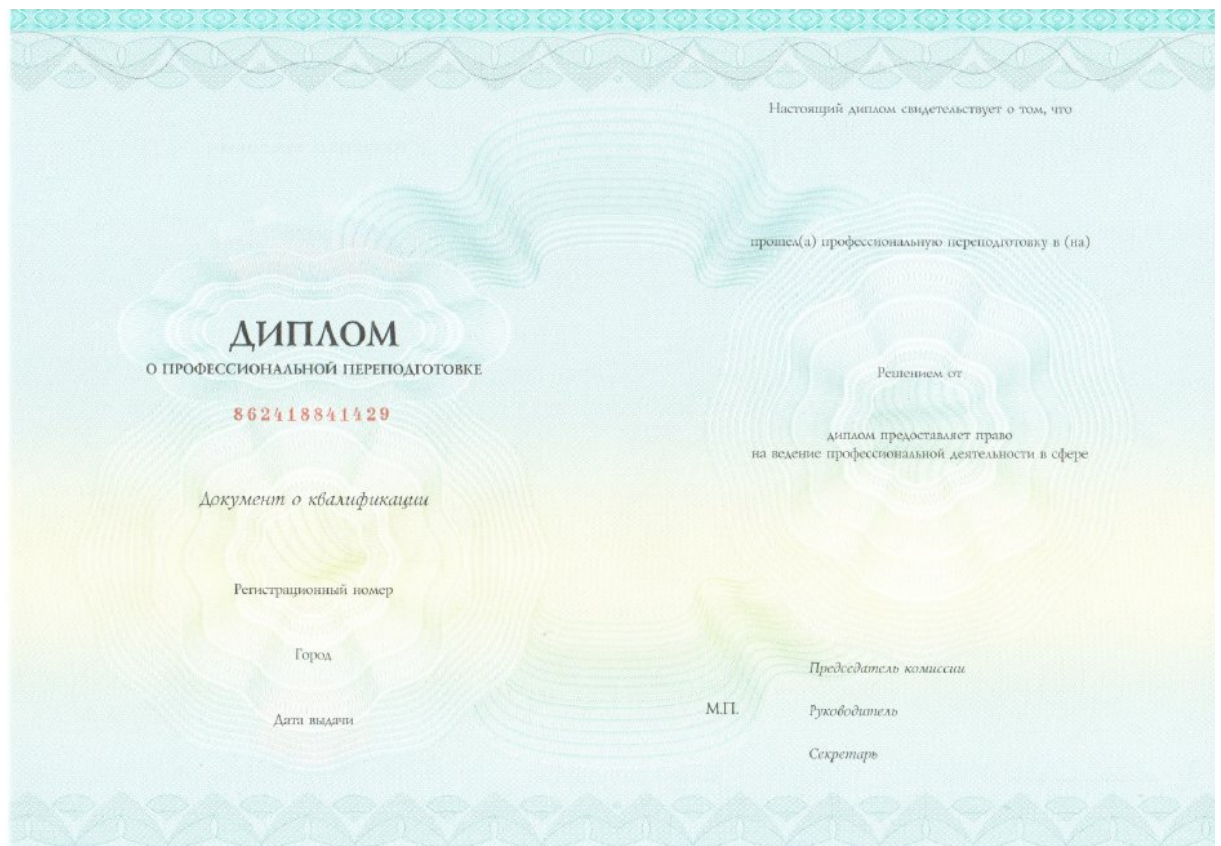 ДИПЛОМ
О ПРОФЕССИОНАЛЬНОЙ ПЕРЕПОДГОТОВКЕ
862418841429
Документ о квалификации
Регистрационный номер
Город
Дата выдачи
Настоящий диплом свидетельствует о том, что
прошел(а) профессиональную переподготовку в (на)
Решением от
диплом предоставляет право
на ведение профессиональной деятельности в сфере
М.П.
Председатель комиссии
Руководитель
Секретарь